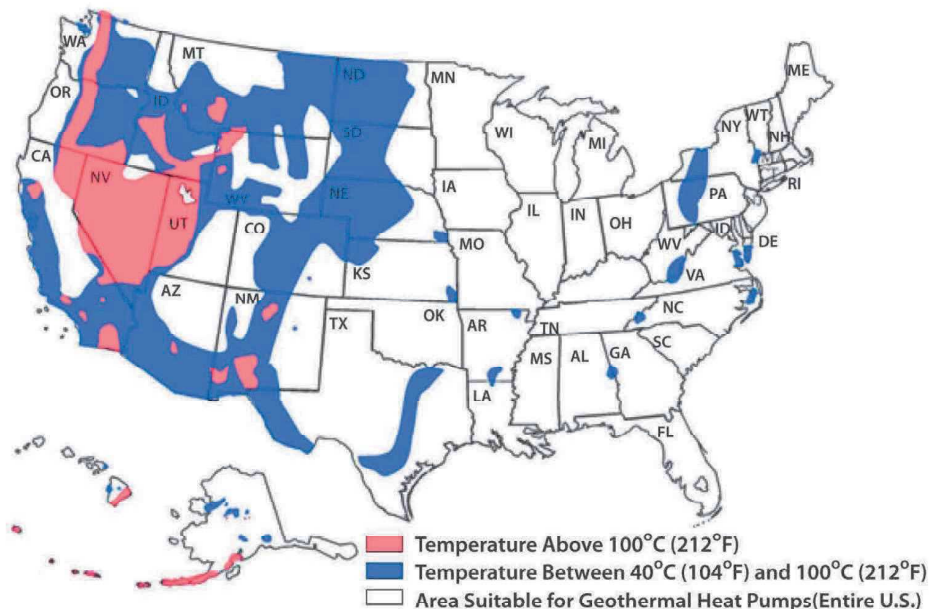 WA
MT
ND
MN
ME
OR
ID
SD
WI
MI
NY
VT
NH
CA
NV
WY
NE
IA
PA
RI
UT
CO
IL
IN
OH
MO
WV
DE
KS
VA
AZ
NM
OK
AR
TN
NC
TX
MS
AL
GA
SC
LA
FL
Temperature Above 100°C (212°F)
Temperature Between 40°C (104°F) and 100°C (212°F)
Area Suitable for Geothermal Heat Pumps(Entire U.S.)